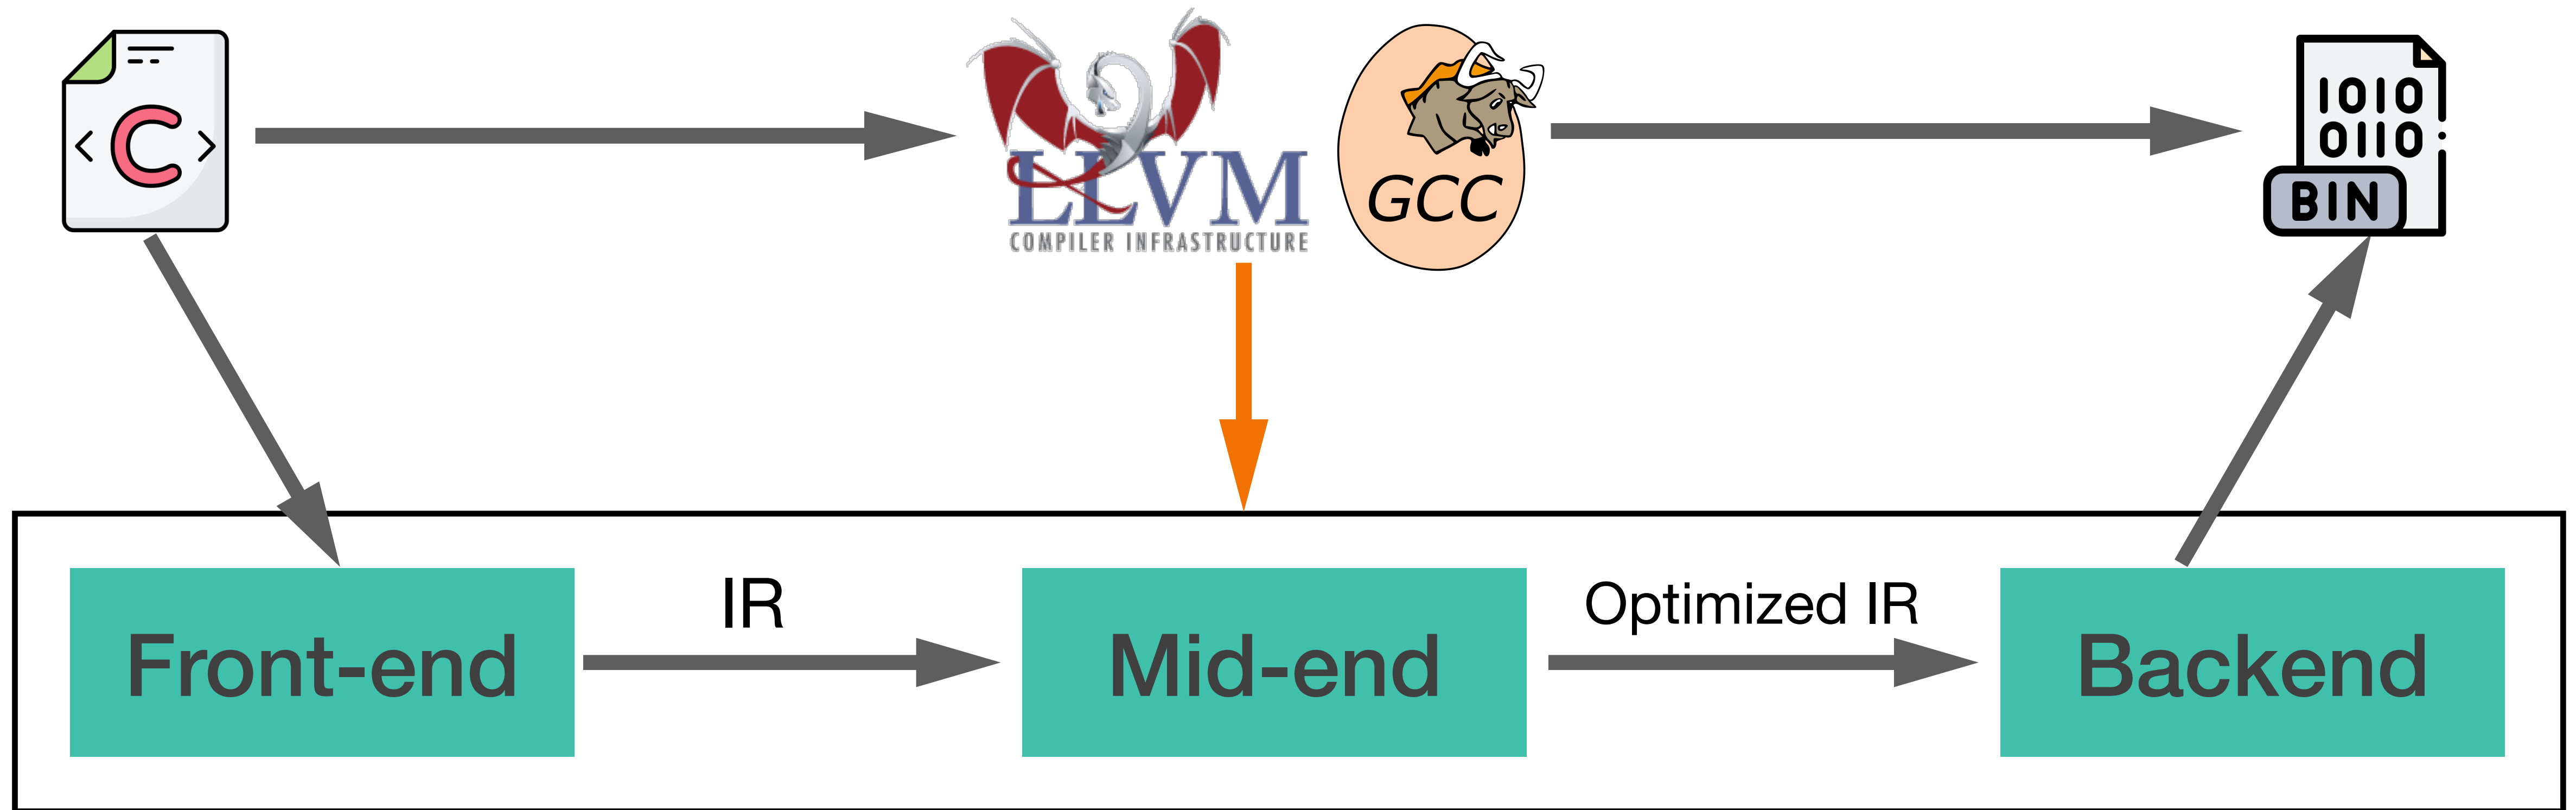 < C >
LLVM
COMPILER INFRASTRUCTURE
GCC
1010
0110
BIN
IR
Optimized IR
Front-end
Mid-end
Backend